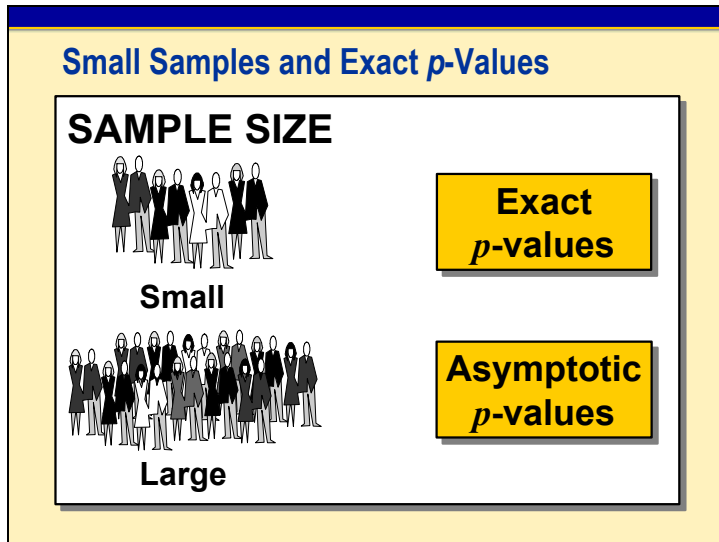 Small Samples and Exact p-Values
SAMPLE SIZE
Small
Exact
p-values
Large
Asymptotic
p-values